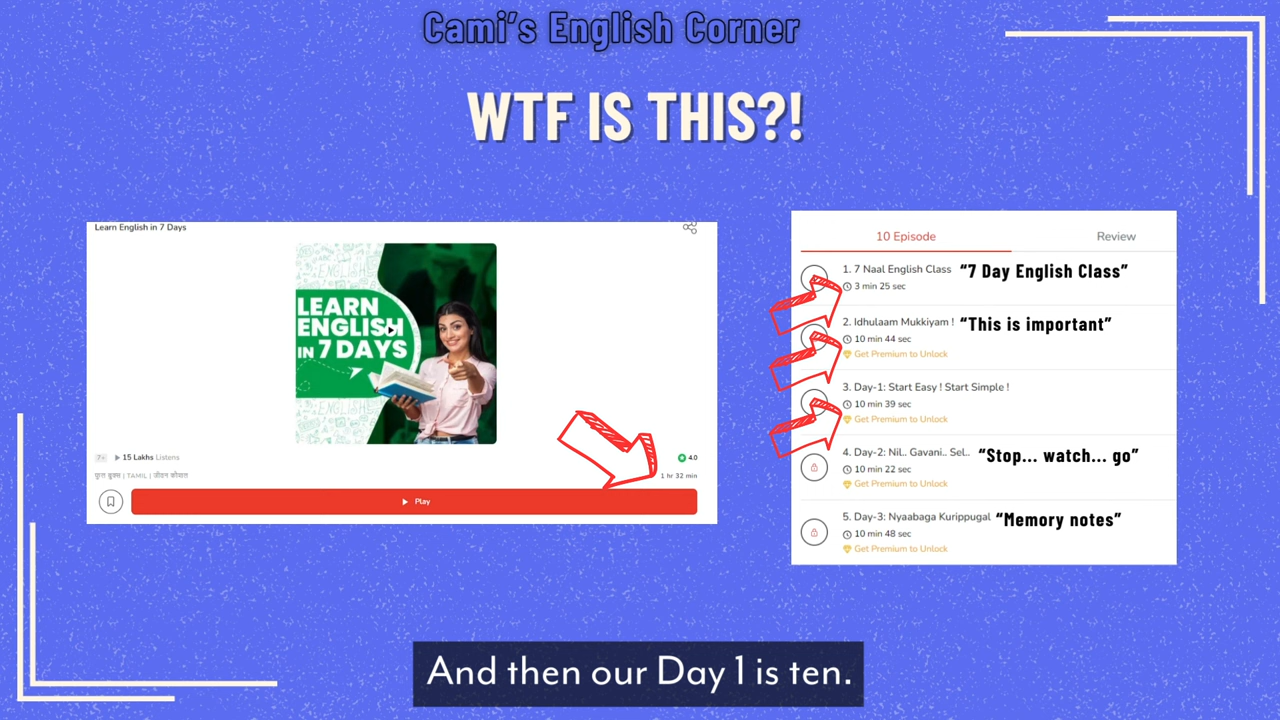 Cami's English Corner
WTF IS THIS?!
Learn English in 7 Days
LEARN
ENGLISH
IN 7 DAYS
7+ 15 Lakhs Listens
4.0
TAMIL
1 hr 32 min
Play
10 Episode Review
1. 7 Naal English Class “7 Day English Class”
3 min 25 sec
2. Idhulaam Mukkiyam ! “This is important”
10 min 44 sec
Get Premium to Unlock
3. Day-1: Start Easy ! Start Simple !
10 min 39 sec
Get Premium to Unlock
4. Day-2: Nil.. Gavani.. Sel.. “Stop... watch... go”
10 min 22 sec
Get Premium to Unlock
5. Day-3: Nyaabaga Kurippugal “Memory notes”
10 min 48 sec
Get Premium to Unlock
And then our Day 1 is ten.